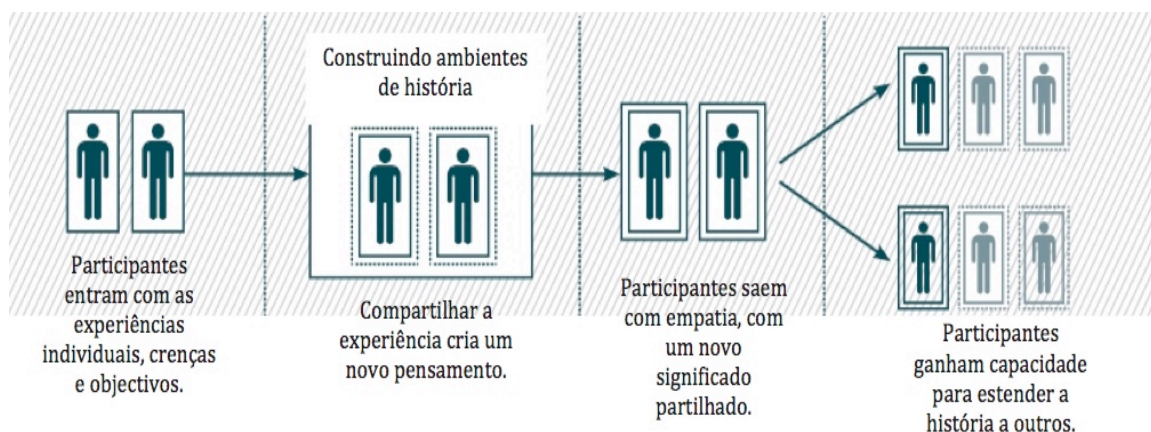 Participantes
entram com as
experiências
individuais, crenças
e objectivos.
Construindo ambientes
de história
Compartilhar a
experiência cria um
novo pensamento.
Participantes saem
com empatia, com
um novo
significado
partilhado.
Participantes
ganham capacidade
para estender a
história a outros.